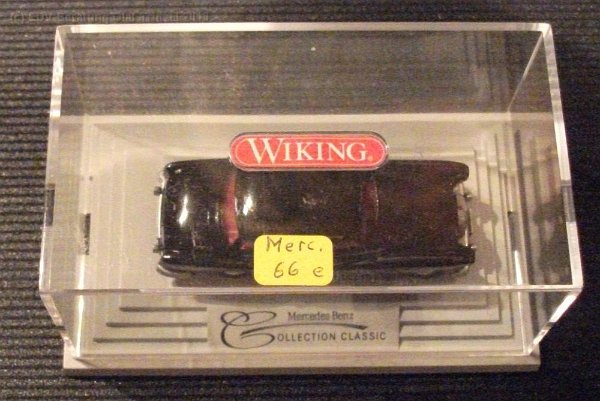 WIKING®
Merc.
66 e
Mercedes Benz
COLLECTION CLASSIC